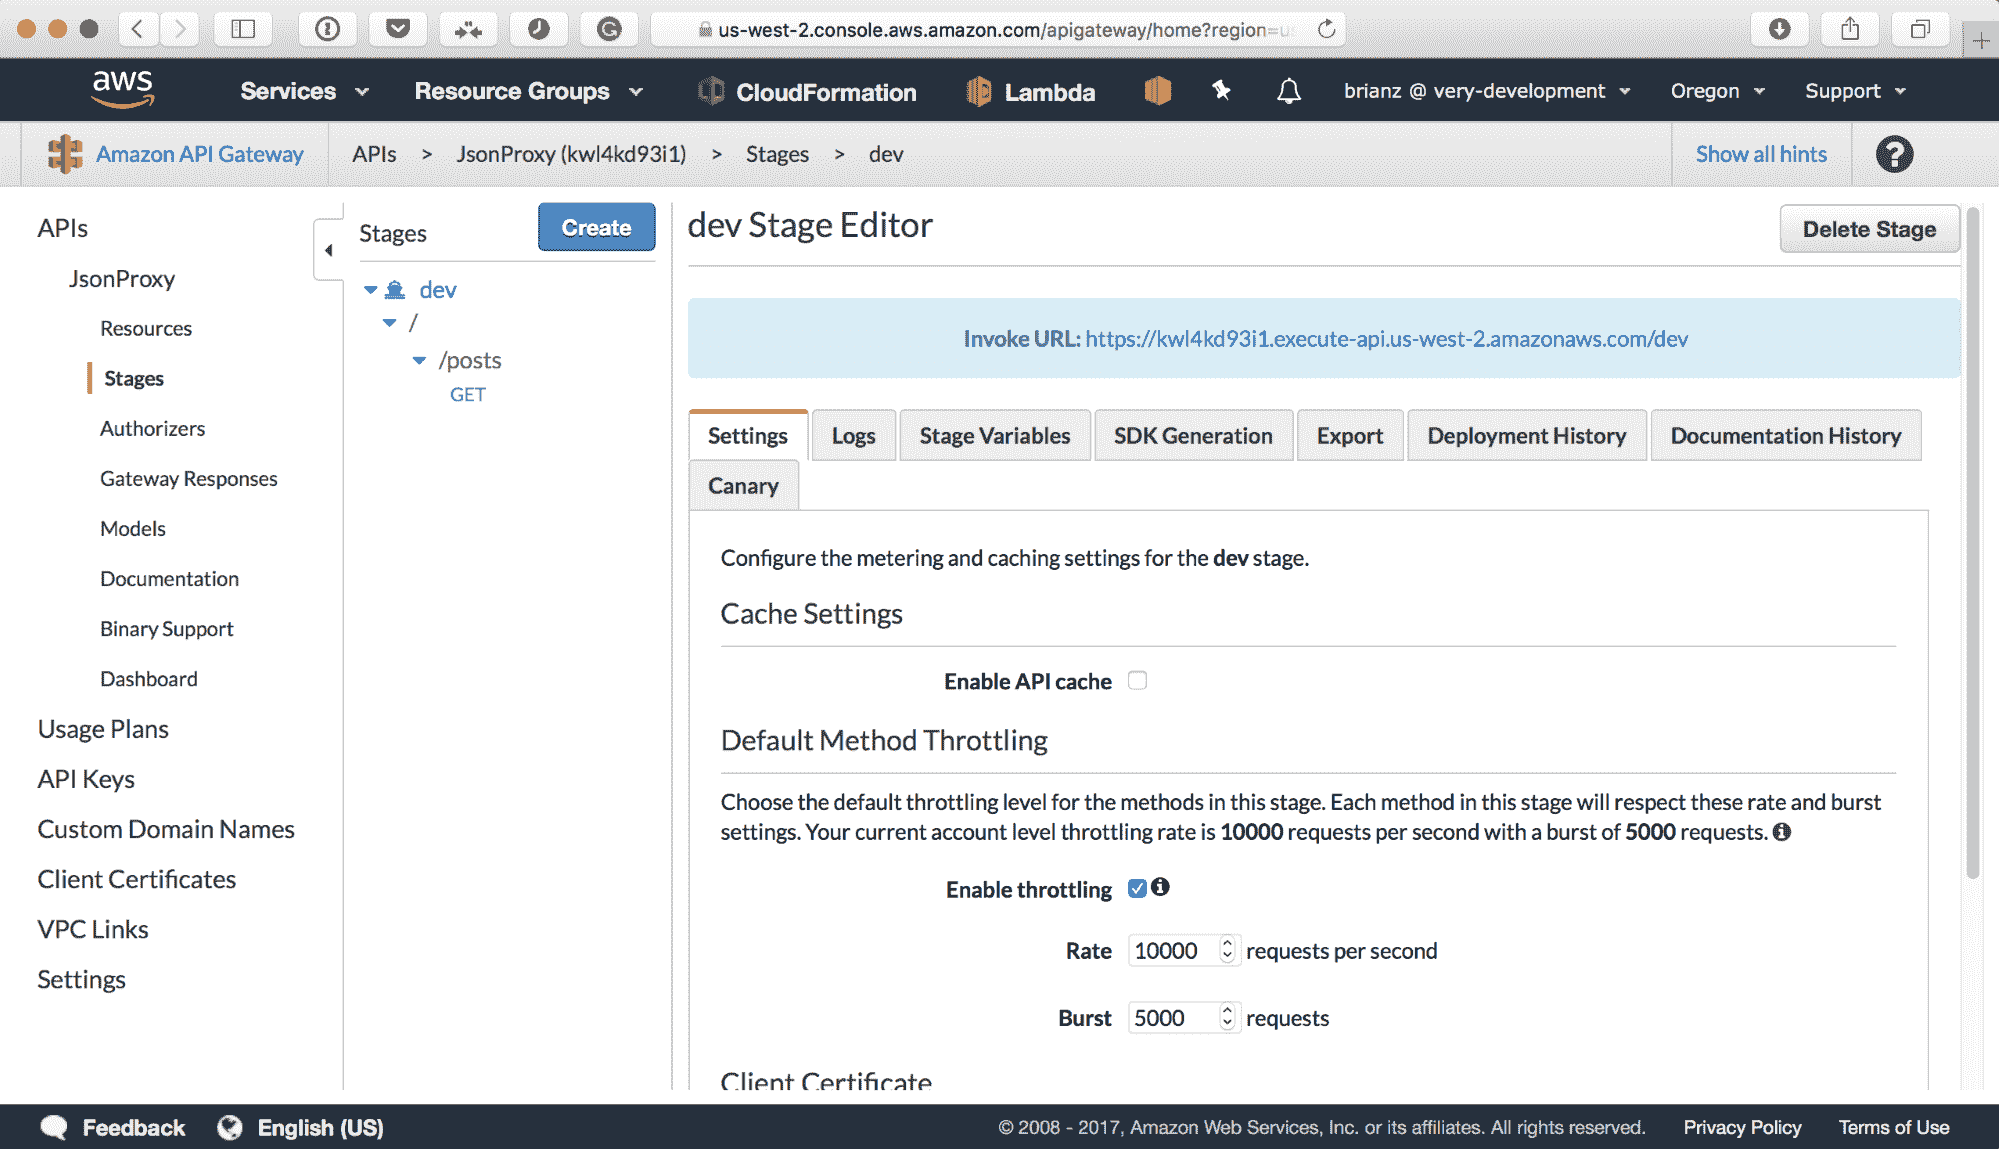 us-west-2.console.aws.amazon.com/apigateway/home?region=u
aws Services Resource Groups CloudFormation Lambda brianz @ very-development Oregon Support
Amazon API Gateway APIs > JsonProxy (kwl4kd93i1) > Stages > dev Show all hints ?
APIs
JsonProxy
Resources
Stages
Authorizers
Gateway Responses
Models
Documentation
Binary Support
Dashboard
Usage Plans
API Keys
Custom Domain Names
Client Certificates
VPC Links
Settings
Stages Create
dev
/
/posts
GET
dev Stage Editor Delete Stage
Invoke URL: https://kwl4kd93i1.execute-api.us-west-2.amazonaws.com/dev
Settings Logs Stage Variables SDK Generation Export Deployment History Documentation History
Canary
Configure the metering and caching settings for the dev stage.
Cache Settings
Enable API cache
Default Method Throttling
Choose the default throttling level for the methods in this stage. Each method in this stage will respect these rate and burst
settings. Your current account level throttling rate is 10000 requests per second with a burst of 5000 requests.
Enable throttling
Rate 10000 requests per second
Burst 5000 requests
Client Certificate
Feedback English (US) © 2008 - 2017, Amazon Web Services, Inc. or its affiliates. All rights reserved. Privacy Policy Terms of Use